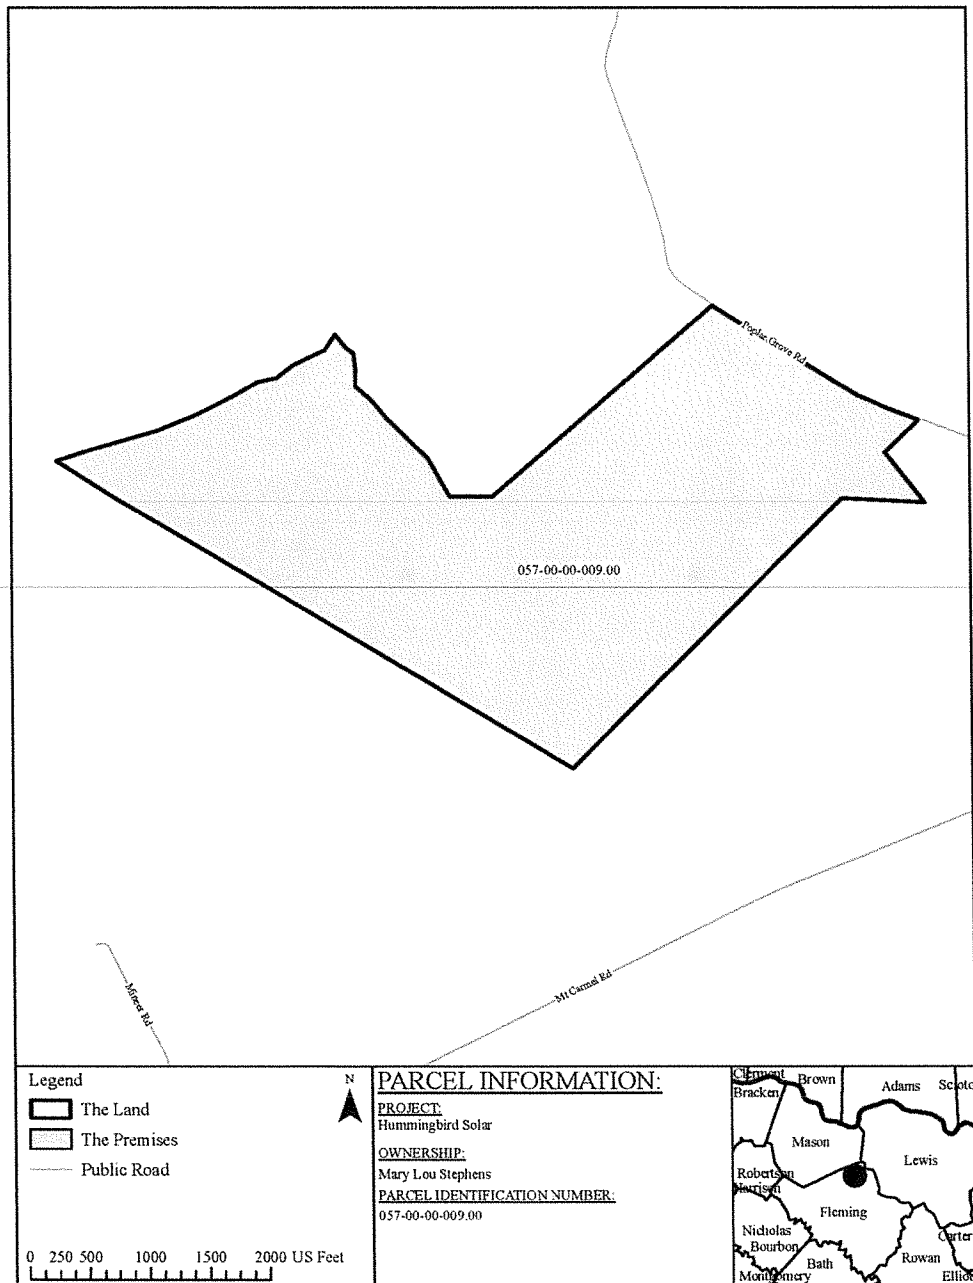 Poplar Grove Rd
057-00-00-009.00
Mt Carmel Rd
Mineer Rd
Legend
The Land
The Premises
Public Road
N
0 250 500 1000 1500 2000 US Feet
PARCEL INFORMATION:
PROJECT:
Hummingbird Solar
OWNERSHIP:
Mary Lou Stephens
PARCEL IDENTIFICATION NUMBER:
057-00-00-009.00
Clermont
Brown
Adams
Scioto
Bracken
Mason
Lewis
Robertson
Harrison
Fleming
Nicholas
Bourbon
Carter
Rowan
Bath
Montgomery
Elliot